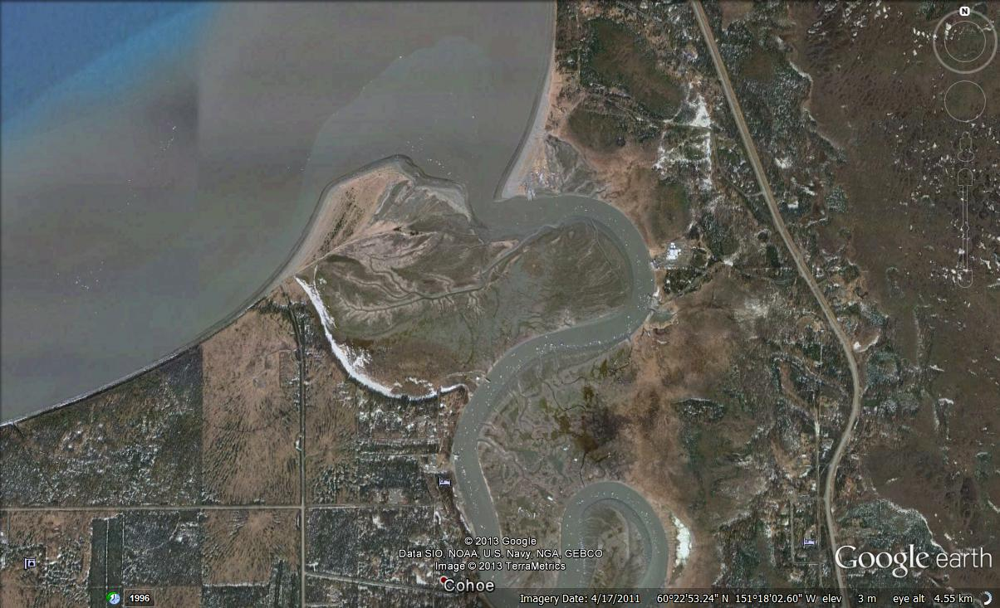 N
© 2013 Google
Data SIO, NOAA, U.S. Navy, NGA, GEBCO
Image © 2013 TerraMetrics
Google earth
Cohoe
1996
Imagery Date: 4/17/2011 60°22'53.24" N 151°18'02.60" W elev 3 m eye alt 4.55 km